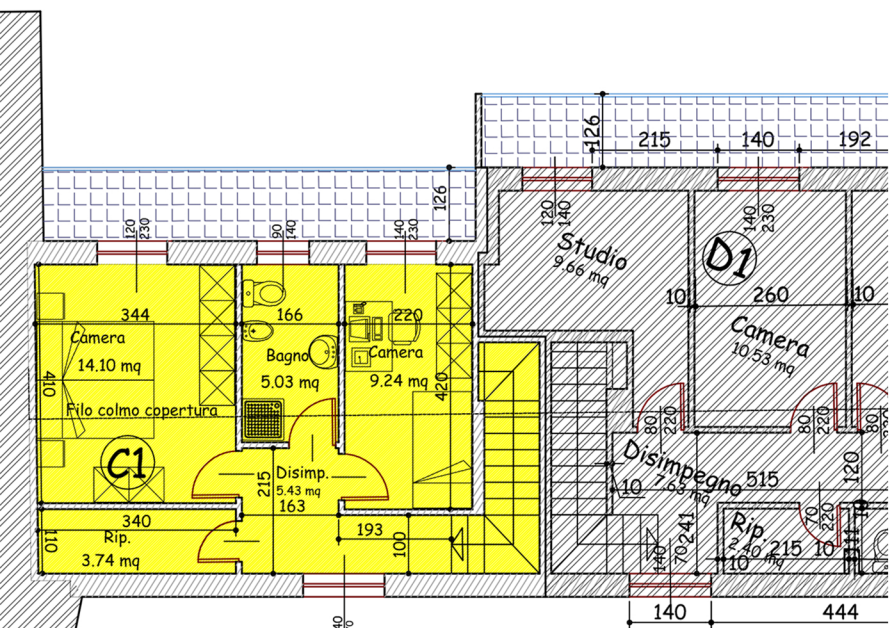 126
215
140
192
126
120
230
90
140
140
230
120
140
140
230
Studio
9.66 mq
D1
10
260
10
344
166
220
Camera
14.10 mq
Bagno
5.03 mq
Camera
9.24 mq
Camera
10.53 mq
410
420
Filo colmo copertura
80
220
80
220
80
C1
215
Disimp.
5.43 mq
163
Disimpegno
7.63 mq
515
120
10
340
Rip.
3.74 mq
110
193
100
241
140
70
Rip.
2.40 mq
70
220
215
10
10
11
140
444